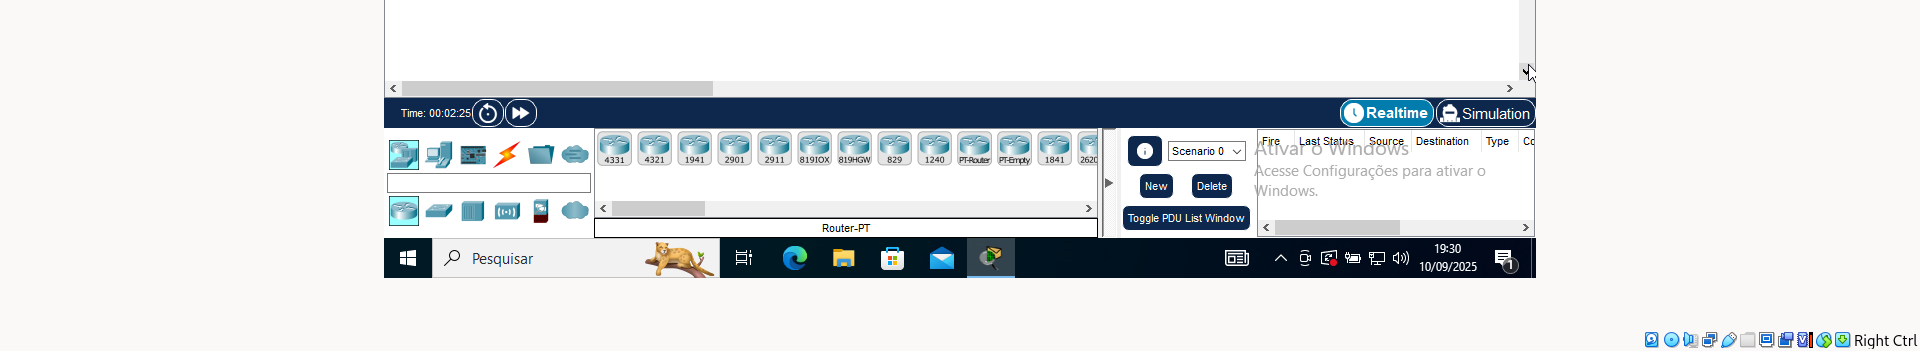 Time: 00:02:25
Realtime
Simulation
4331 4321 1941 2901 2911 819IOX 819HGW 829 1240 PT-Router PT-Empty 1841 2620
Scenario 0
Fire Last Status Source Destination Type Co
Ativar o Windows
Acesse Configurações para ativar o
Windows.
New Delete
Toggle PDU List Window
Router-PT
Pesquisar
19:30
10/09/2025
1
Right Ctrl